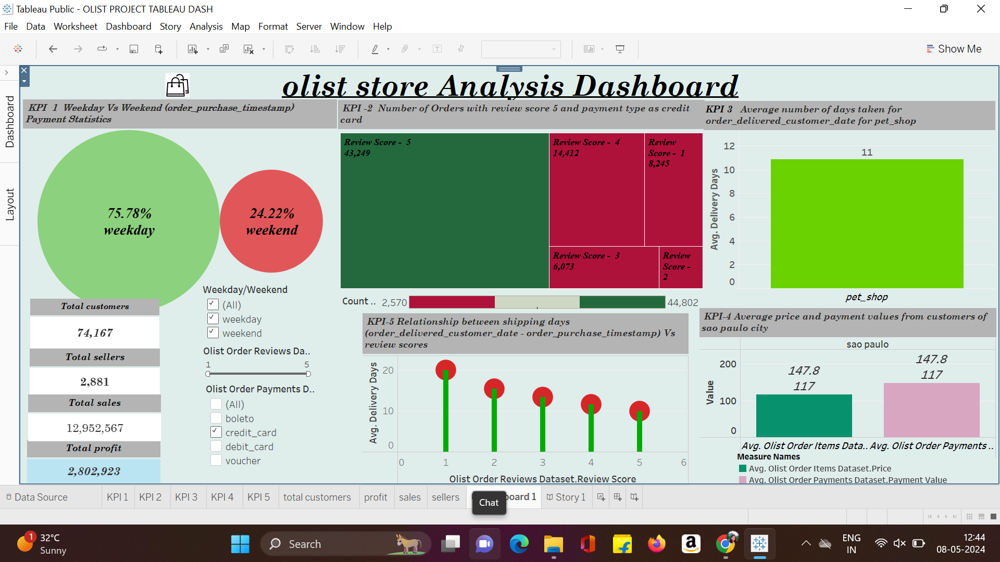 Tableau Public - OLIST PROJECT TABLEAU DASH
File Data Worksheet Dashboard Story Analysis Map Format Server Window Help
Show Me
Dashboard
Layout
olist store Analysis Dashboard
KPI 1 Weekday Vs Weekend (order_purchase_timestamp)
Payment Statistics
75.78%
weekday
24.22%
weekend
Total customers
74,167
Total sellers
2,881
Total sales
12,952,567
Total profit
2,802,923
Weekday/Weekend
(All)
weekday
weekend
Olist Order Reviews Da..
1 5
Olist Order Payments D..
(All)
boleto
credit_card
debit_card
voucher
KPI -2 Number of Orders with review score 5 and payment type as credit
card
Review Score - 5
43,249
Review Score - 4
14,412
Review
Score - 1
8,245
Review Score - 3
6,073
Review
Score -
2
Count .. 2,570 44,802
KPI-5 Relationship between shipping days
(order_delivered_customer_date - order_purchase_timestamp) Vs
review scores
Avg. Delivery Days
20
10
0
0 1 2 3 4 5 6
Olist Order Reviews Dataset.Review Score
KPI 3 Average number of days taken for
order_delivered_customer_date for pet_shop
Avg. Delivery Days
12
10
8
6
4
2
0
11
pet_shop
KPI-4 Average price and payment values from customers of
sao paulo city
sao paulo
Value
200
100
0
147.8
117
147.8
117
Avg. Olist Order Items Data.. Avg. Olist Order Payments ..
Measure Names
Avg. Olist Order Items Dataset.Price
Avg. Olist Order Payments Dataset.Payment Value
Data Source KPI 1 KPI 2 KPI 3 KPI 4 KPI 5 total customers profit sales sellers board 1 Story 1
Chat
1
32°C
Sunny
Search
ENG
IN
12:44
08-05-2024